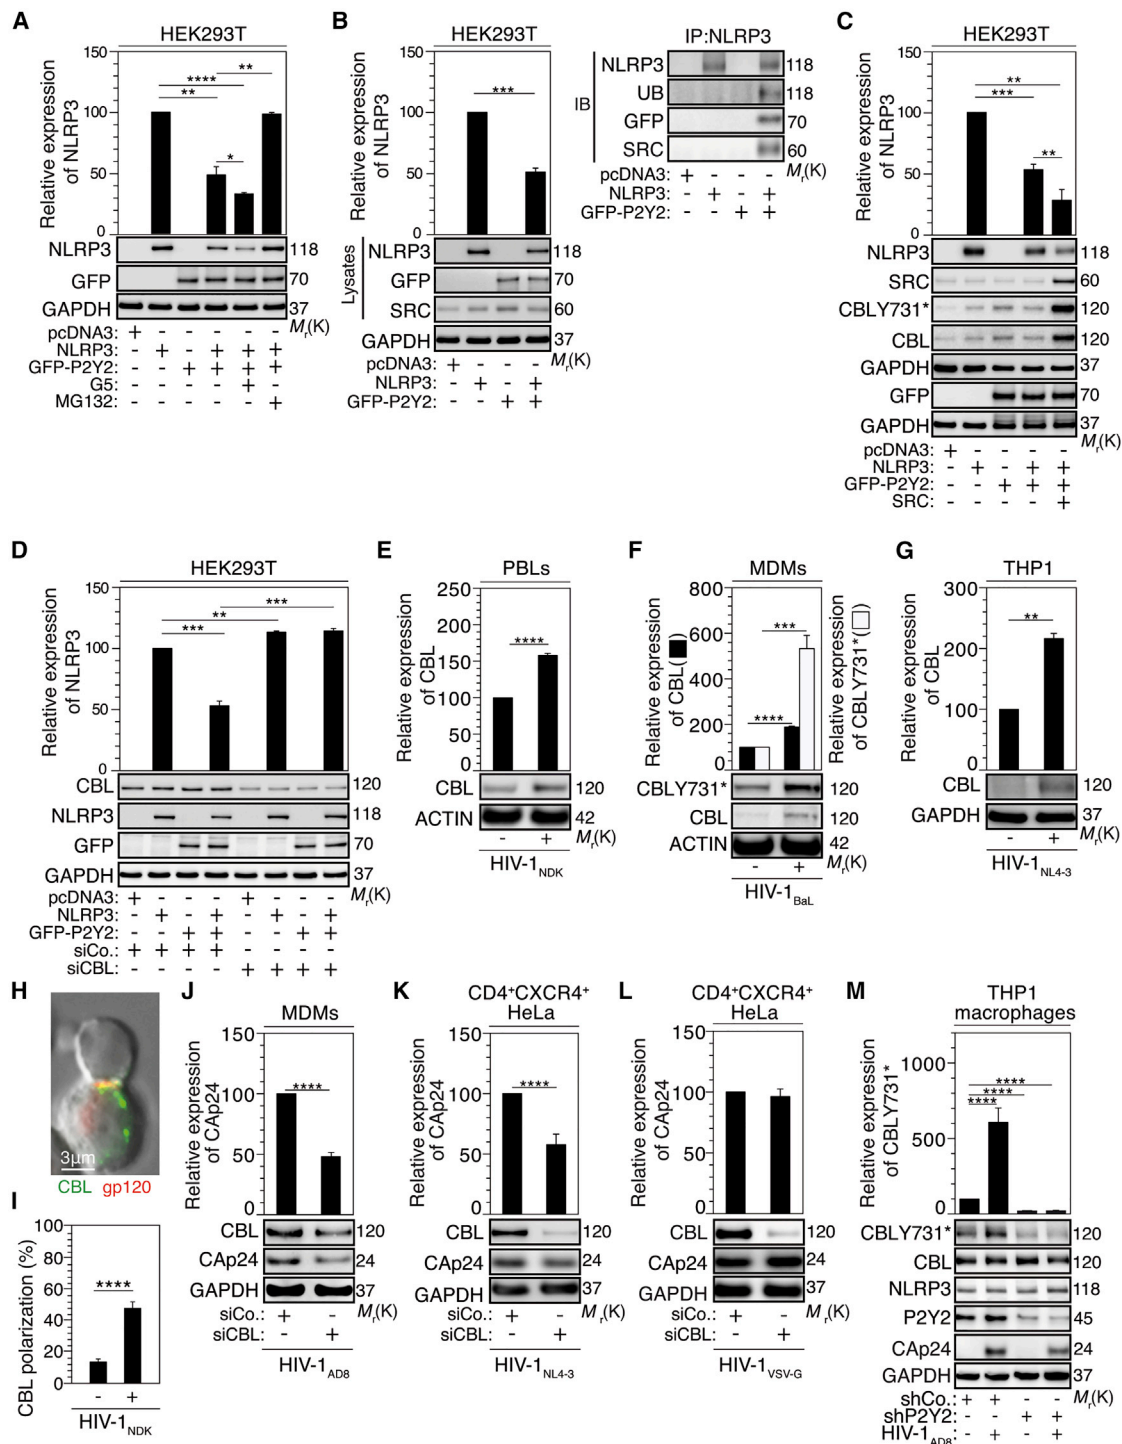 A
HEK293T
Relative expression
of NLRP3
150
100
50
0
**
****
**
*
NLRP3 118
GFP 70
GAPDH 37
Mr(K)
pcDNA3: + - - - - -
NLRP3: - + - + + +
GFP-P2Y2: - - + + + +
G5 - - - - + -
MG132: - - - - - +
B
HEK293T
Relative expression
of NLRP3
150
100
50
0
***
Lysates
NLRP3 118
GFP 70
SRC 60
GAPDH 37
Mr(K)
pcDNA3: + - - -
NLRP3: - + - +
GFP-P2Y2: - - + +
IP:NLRP3
IB
NLRP3 118
UB 118
GFP 70
SRC 60
Mr(K)
pcDNA3: + - - -
NLRP3: - + - +
GFP-P2Y2: - - + +
C
HEK293T
Relative expression
of NLRP3
150
100
50
0
**
***
**
NLRP3 118
SRC 60
CBLY731* 120
CBL 120
GAPDH 37
GFP 70
GAPDH 37
Mr(K)
pcDNA3: + - - - -
NLRP3: - + - + +
GFP-P2Y2: - - + + +
SRC: - - - - +
D
HEK293T
Relative expression
of NLRP3
150
100
50
0
***
**
***
CBL 120
NLRP3 118
GFP 70
GAPDH 37
Mr(K)
pcDNA3: + - - - + - - -
NLRP3: - + - + - + - +
GFP-P2Y2: - - + + - - + +
siCo.: + + + + - - - -
siCBL: - - - - + + + +
E
PBLs
Relative expression
of CBL
250
200
150
100
50
0
****
CBL 120
ACTIN 42
- + Mr(K)
HIV-1NDK
F
MDMs
Relative expression
of CBL(■)
Relative expression
of CBLY731*(□)
800
600
400
200
0
***
****
CBLY731* 120
CBL 120
ACTIN 42
- + Mr(K)
HIV-1BaL
G
THP1
Relative expression
of CBL
300
200
100
0
**
CBL 120
GAPDH 37
- + Mr(K)
HIV-1NL4-3
H
3μm
CBL gp120
I
CBL polarization (%)
100
80
60
40
20
0
****
- +
HIV-1NDK
J
MDMs
Relative expression
of CAp24
150
100
50
0
****
CBL 120
CAp24 24
GAPDH 37
siCo.: + - Mr(K)
siCBL: - +
HIV-1AD8
K
CD4+CXCR4+
HeLa
Relative expression
of CAp24
150
100
50
0
****
CBL 120
CAp24 24
GAPDH 37
siCo.: + - Mr(K)
siCBL: - +
HIV-1NL4-3
L
CD4+CXCR4+
HeLa
Relative expression
of CAp24
150
100
50
0
CBL 120
CAp24 24
GAPDH 37
siCo.: + - Mr(K)
siCBL: - +
HIV-1VSV-G
M
THP1
macrophages
Relative expression
of CBLY731*
1000
500
0
****
****
****
CBLY731* 120
CBL 120
NLRP3 118
P2Y2 45
CAp24 24
GAPDH 37
shCo.: + + - - Mr(K)
shP2Y2: - - + +
HIV-1AD8: - + - +